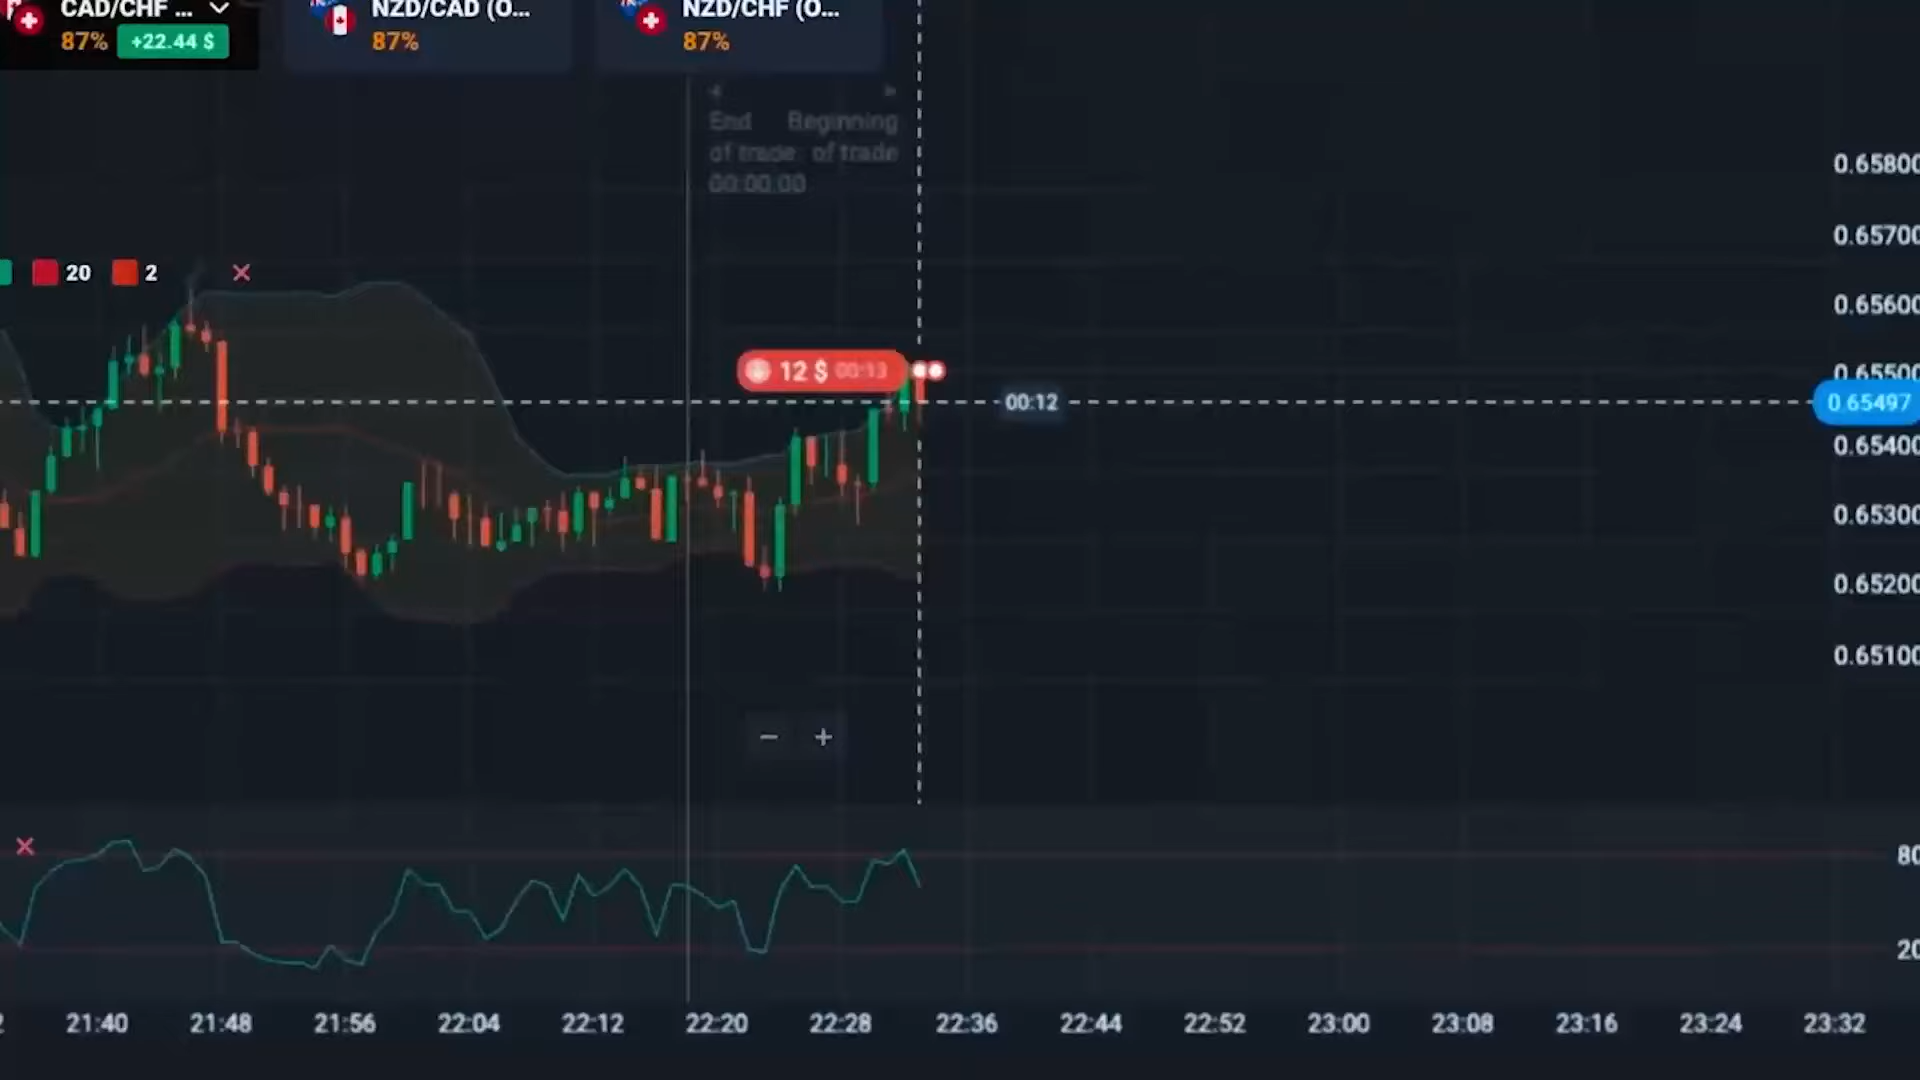 CAD/CHF ...
87% +22.44 $
NZD/CAD (O...
87%
NZD/CHF (O...
87%
End Beginning
of trade of trade
00:00:00
20 2
12 $ 00:13
00:12
0.65800
0.65700
0.65600
0.65500
0.65497
0.65400
0.65300
0.65200
0.65100
80
20
21:40 21:48 21:56 22:04 22:12 22:20 22:28 22:36 22:44 22:52 23:00 23:08 23:16 23:24 23:32